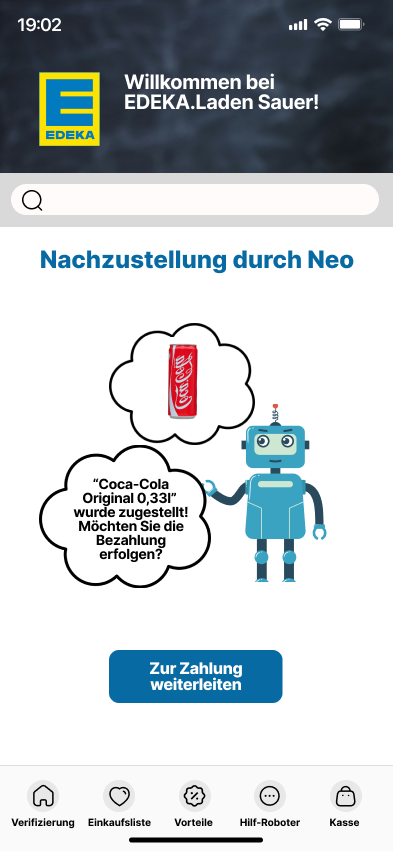 19:02
Willkommen bei
EDEKA.Laden Sauer!
EDEKA
Nachzustellung durch Neo
Coca-Cola
“Coca-Cola
Original 0,33l”
wurde zugestellt!
Möchten Sie die
Bezahlung
erfolgen?
Zur Zahlung
weiterleiten
Verifizierung
Einkaufsliste
Vorteile
Hilf-Roboter
Kasse